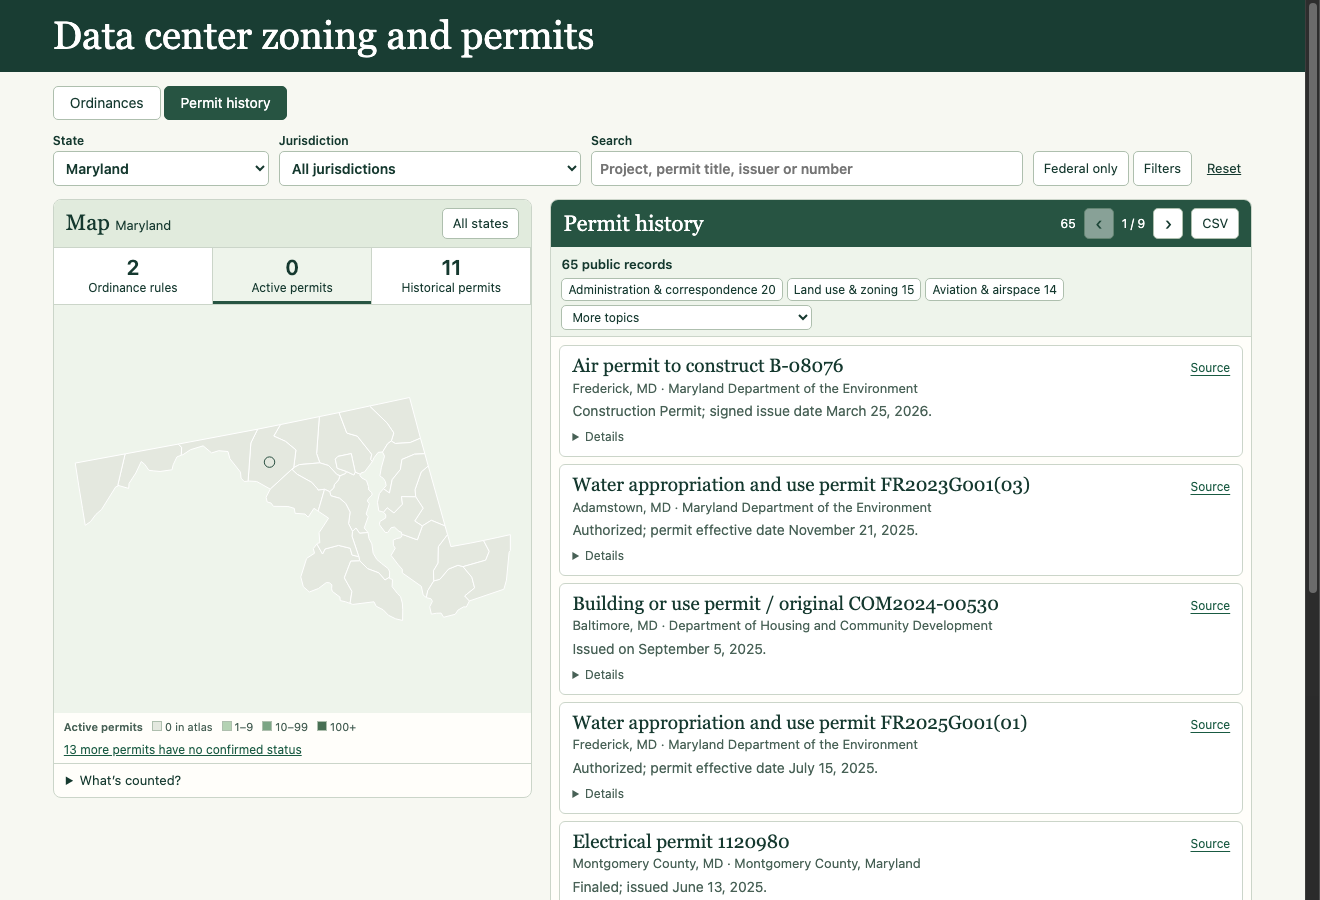 Data center zoning and permits
Ordinances
Permit history
State
Jurisdiction
Search
Maryland
All jurisdictions
Project, permit title, issuer or number
Federal only
Filters
Reset
Map Maryland
All states
2
Ordinance rules
0
Active permits
11
Historical permits
Active permits 0 in atlas 1–9 10–99 100+
13 more permits have no confirmed status
What's counted?
Permit history
65 ‹ 1 / 9 › CSV
65 public records
Administration & correspondence 20
Land use & zoning 15
Aviation & airspace 14
More topics
Air permit to construct B-08076
Source
Frederick, MD · Maryland Department of the Environment
Construction Permit; signed issue date March 25, 2026.
Details
Water appropriation and use permit FR2023G001(03)
Source
Adamstown, MD · Maryland Department of the Environment
Authorized; permit effective date November 21, 2025.
Details
Building or use permit / original COM2024-00530
Source
Baltimore, MD · Department of Housing and Community Development
Issued on September 5, 2025.
Details
Water appropriation and use permit FR2025G001(01)
Source
Frederick, MD · Maryland Department of the Environment
Authorized; permit effective date July 15, 2025.
Details
Electrical permit 1120980
Source
Montgomery County, MD · Montgomery County, Maryland
Finaled; issued June 13, 2025.